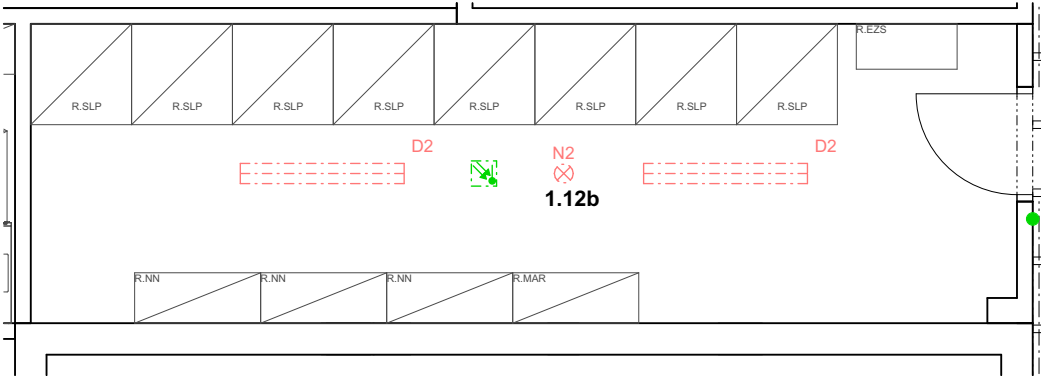 R.EZS
R.SLP R.SLP R.SLP R.SLP R.SLP R.SLP R.SLP R.SLP
D2 N2 D2
1.12b
R.NN R.NN R.NN R.MAR